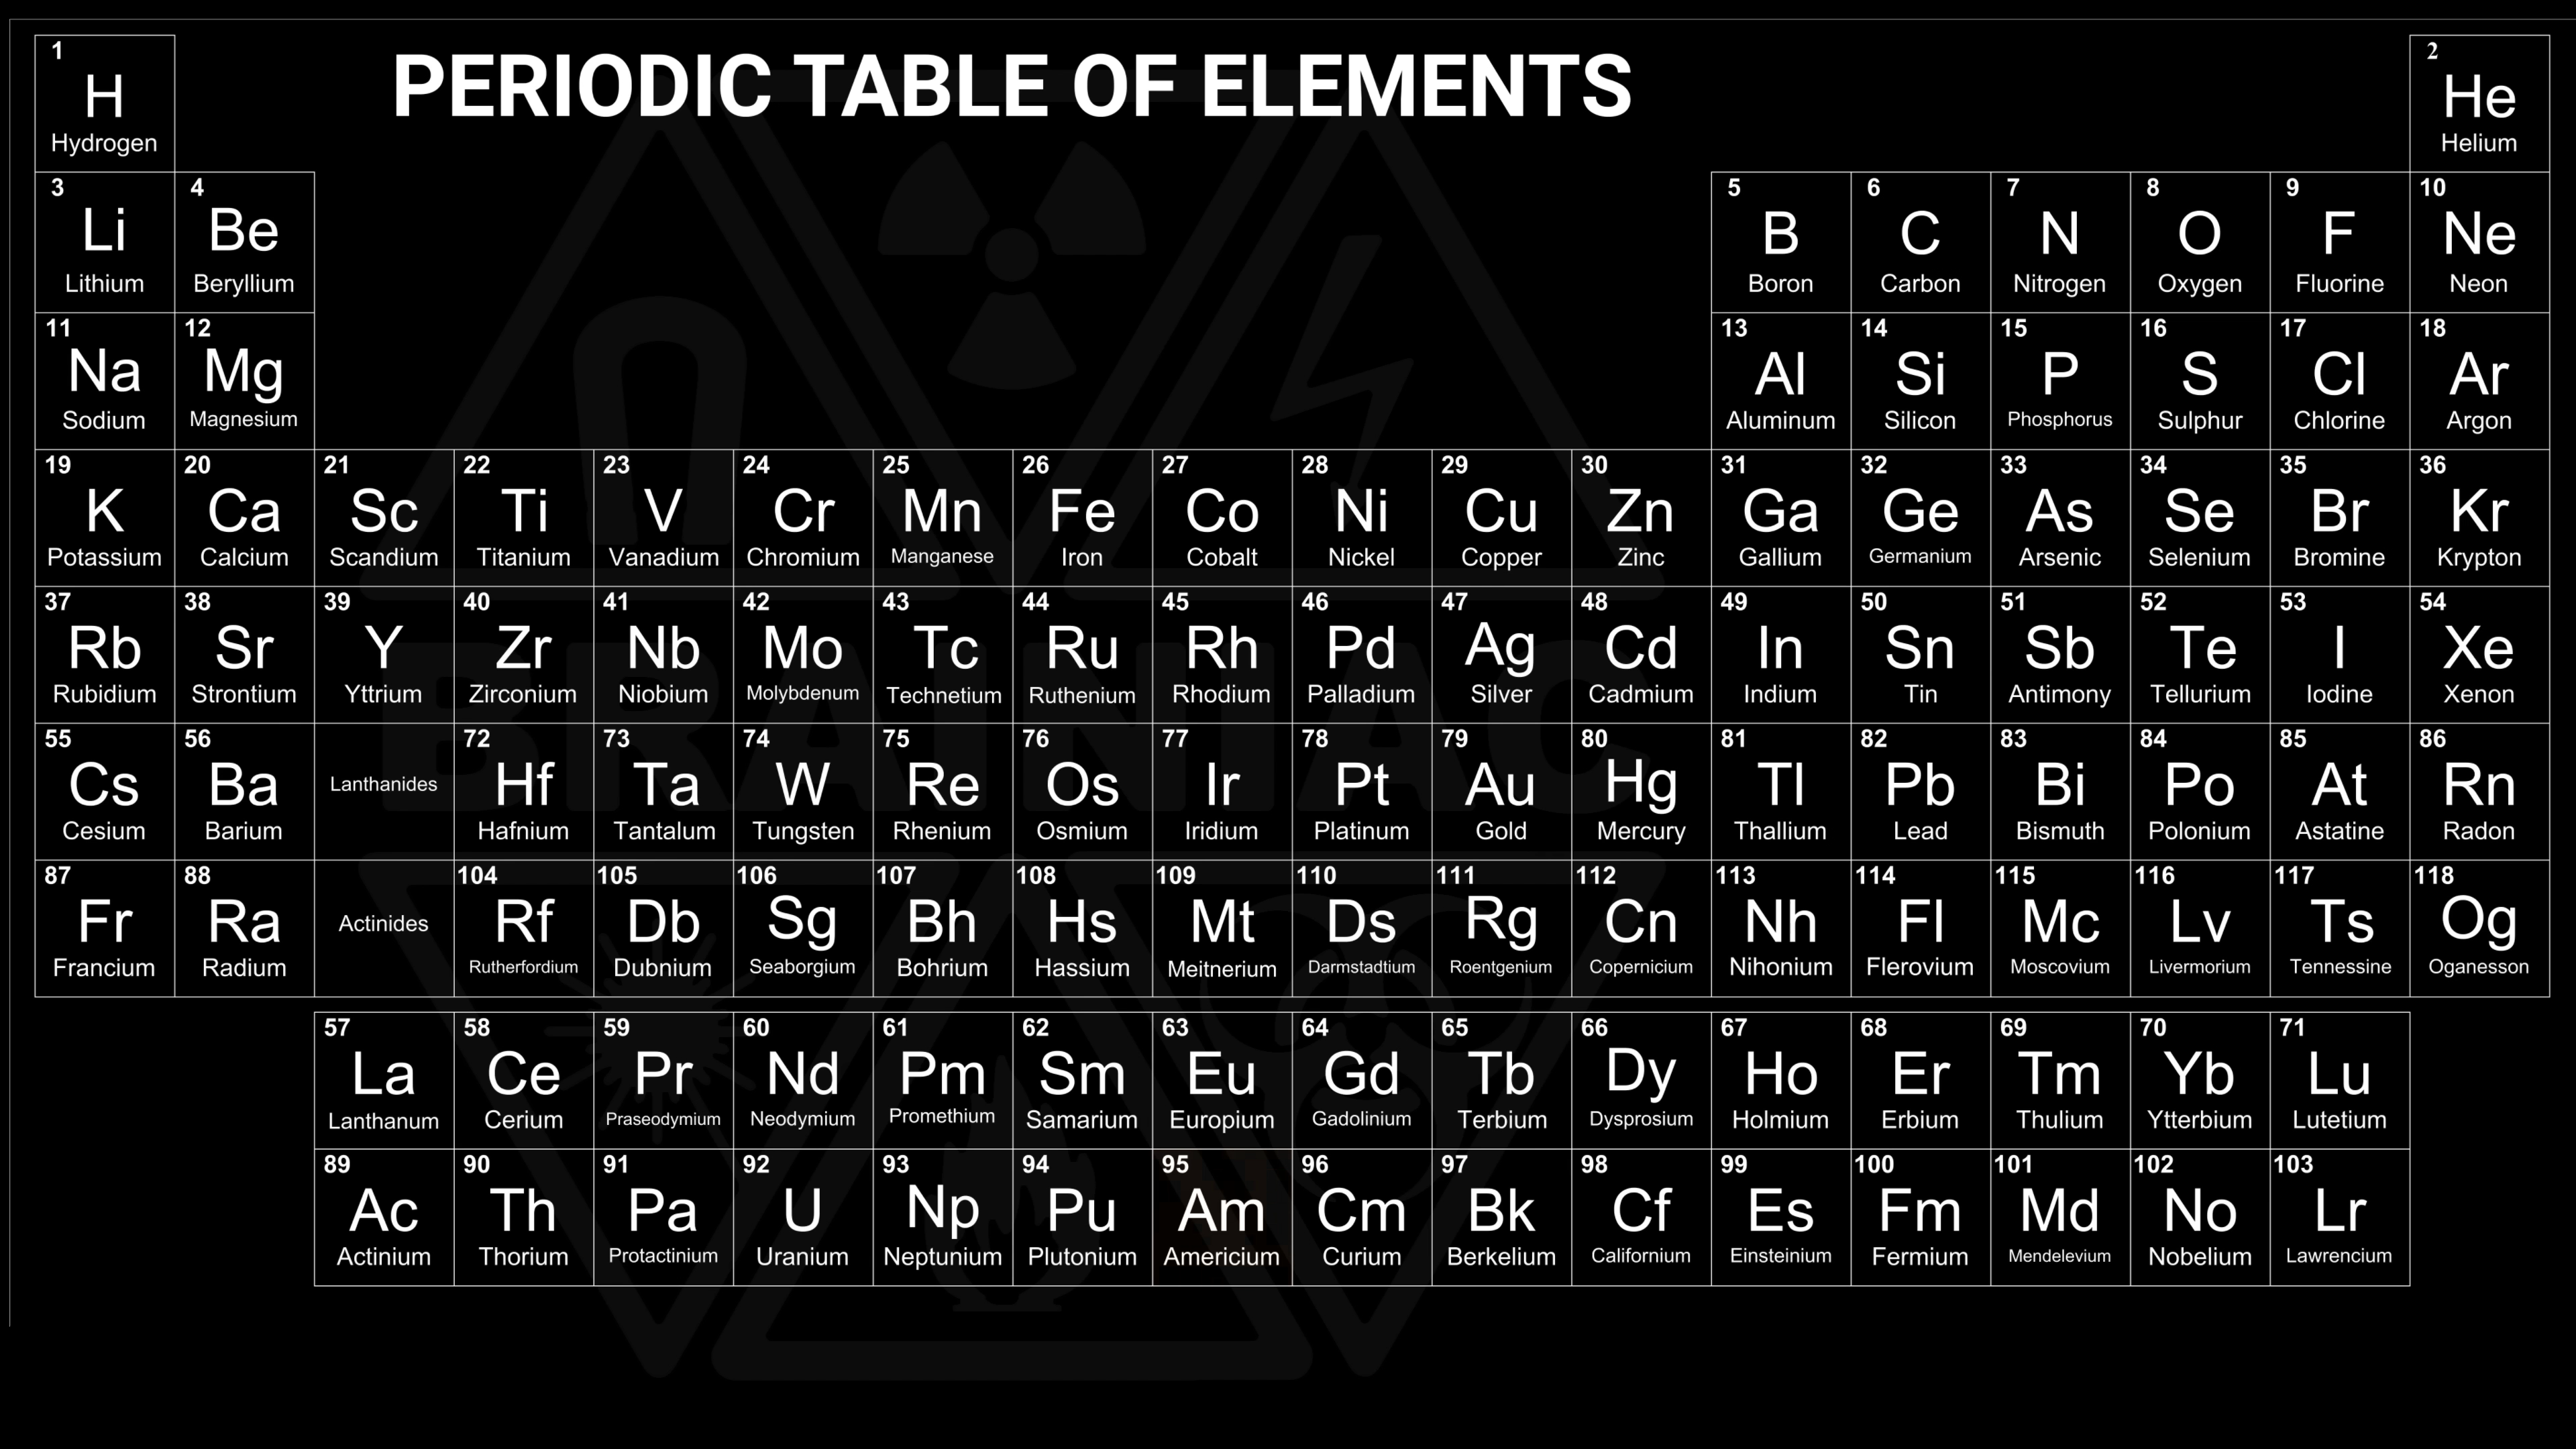 PERIODIC TABLE OF ELEMENTS
1 2
H He
Hydrogen Helium
3 4 5 6 7 8 9 10
Li Be B C N O F Ne
Lithium Beryllium Boron Carbon Nitrogen Oxygen Fluorine Neon
11 12 13 14 15 16 17 18
Na Mg Al Si P S Cl Ar
Sodium Magnesium Aluminum Silicon Phosphorus Sulphur Chlorine Argon
19 20 21 22 23 24 25 26 27 28 29 30 31 32 33 34 35 36
K Ca Sc Ti V Cr Mn Fe Co Ni Cu Zn Ga Ge As Se Br Kr
Potassium Calcium Scandium Titanium Vanadium Chromium Manganese Iron Cobalt Nickel Copper Zinc Gallium Germanium Arsenic Selenium Bromine Krypton
37 38 39 40 41 42 43 44 45 46 47 48 49 50 51 52 53 54
Rb Sr Y Zr Nb Mo Tc Ru Rh Pd Ag Cd In Sn Sb Te I Xe
Rubidium Strontium Yttrium Zirconium Niobium Molybdenum Technetium Ruthenium Rhodium Palladium Silver Cadmium Indium Tin Antimony Tellurium Iodine Xenon
BRAINIAC
55 56 72 73 74 75 76 77 78 79 80 81 82 83 84 85 86
Cs Ba Lanthanides Hf Ta W Re Os Ir Pt Au Hg Tl Pb Bi Po At Rn
Cesium Barium Hafnium Tantalum Tungsten Rhenium Osmium Iridium Platinum Gold Mercury Thallium Lead Bismuth Polonium Astatine Radon
87 88 104 105 106 107 108 109 110 111 112 113 114 115 116 117 118
Fr Ra Actinides Rf Db Sg Bh Hs Mt Ds Rg Cn Nh Fl Mc Lv Ts Og
Francium Radium Rutherfordium Dubnium Seaborgium Bohrium Hassium Meitnerium Darmstadtium Roentgenium Copernicium Nihonium Flerovium Moscovium Livermorium Tennessine Oganesson
57 58 59 60 61 62 63 64 65 66 67 68 69 70 71
La Ce Pr Nd Pm Sm Eu Gd Tb Dy Ho Er Tm Yb Lu
Lanthanum Cerium Praseodymium Neodymium Promethium Samarium Europium Gadolinium Terbium Dysprosium Holmium Erbium Thulium Ytterbium Lutetium
89 90 91 92 93 94 95 96 97 98 99 100 101 102 103
Ac Th Pa U Np Pu Am Cm Bk Cf Es Fm Md No Lr
Actinium Thorium Protactinium Uranium Neptunium Plutonium Americium Curium Berkelium Californium Einsteinium Fermium Mendelevium Nobelium Lawrencium